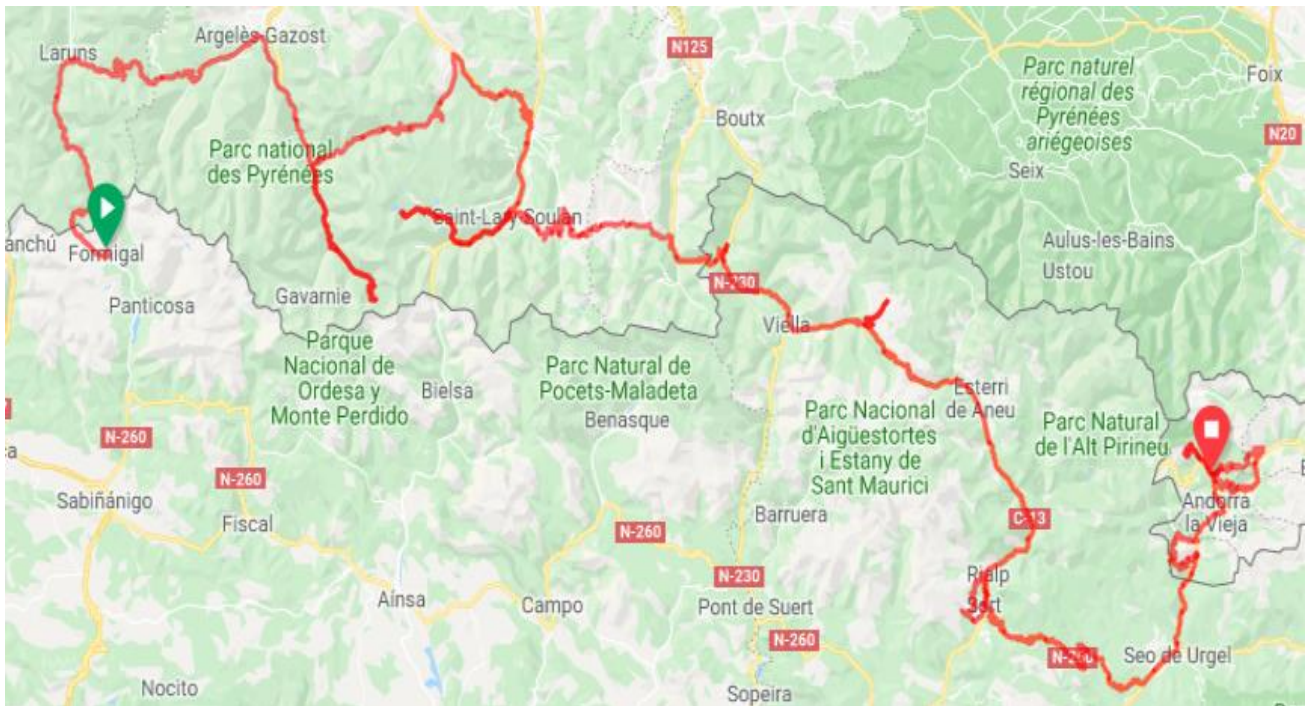 Laruns
Argelès-Gazost
N125
Boutx
Parc naturel
régional des
Pyrénées
ariégeoises
Foix
N20
Parc national
des Pyrénées
Seix
Saint-Lary-Soulan
anchú
Formigal
Aulus-les-Bains
Ustou
Panticosa
Gavarnie
N-230
Viella
Parque
Nacional de
Ordesa y
Monte Perdido
Bielsa
Parc Natural de
Pocets-Maladeta
Benasque
Esterri
de Aneu
Parc Nacional
d'Aigüestortes
i Estany de
Sant Maurici
Parc Natural
de l'Alt Pirineu
N-260
N-260
Sabiñánigo
Fiscal
Barruera
C-13
Andorra
la Vieja
N-260
N-230
Rialp
Sort
Ainsa
Campo
Pont de Suert
N-260
N-260
Seo de Urgel
Nocito
Sopeira